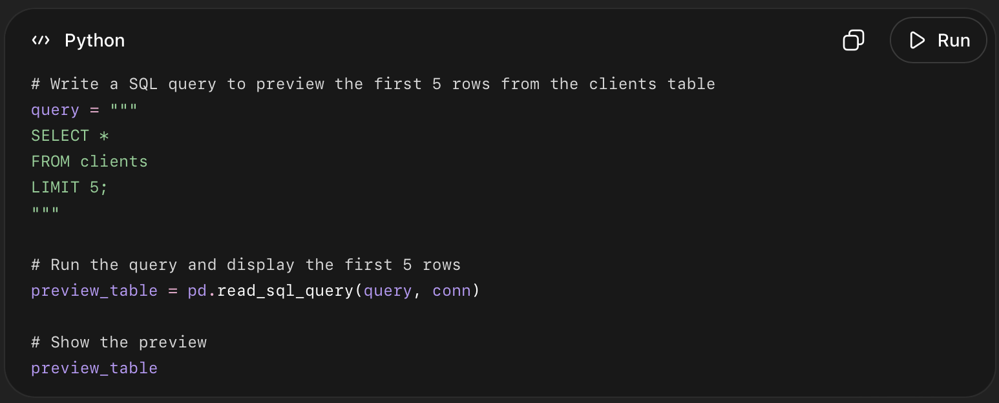 Python
Run
# Write a SQL query to preview the first 5 rows from the clients table
query = """
SELECT *
FROM clients
LIMIT 5;
"""
# Run the query and display the first 5 rows
preview_table = pd.read_sql_query(query, conn)
# Show the preview
preview_table